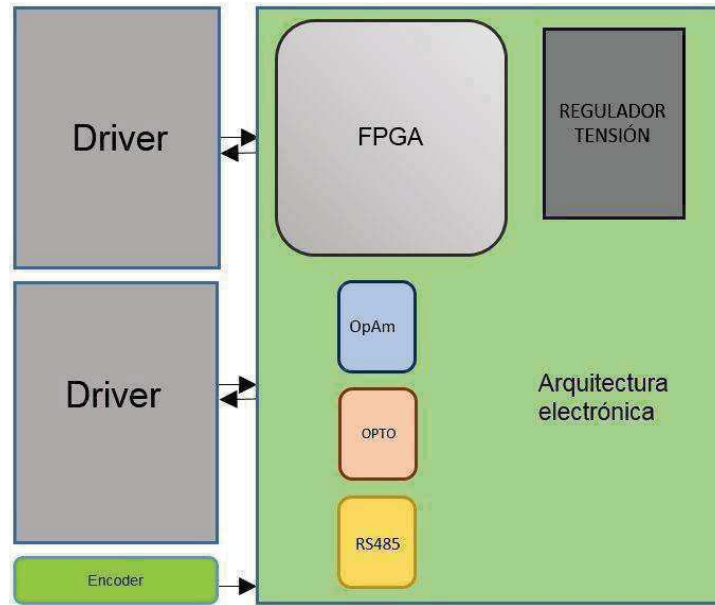 Driver
FPGA
REGULADOR
TENSIÓN
Driver
OpAm
OPTO
Arquitectura
electrónica
RS485
Encoder